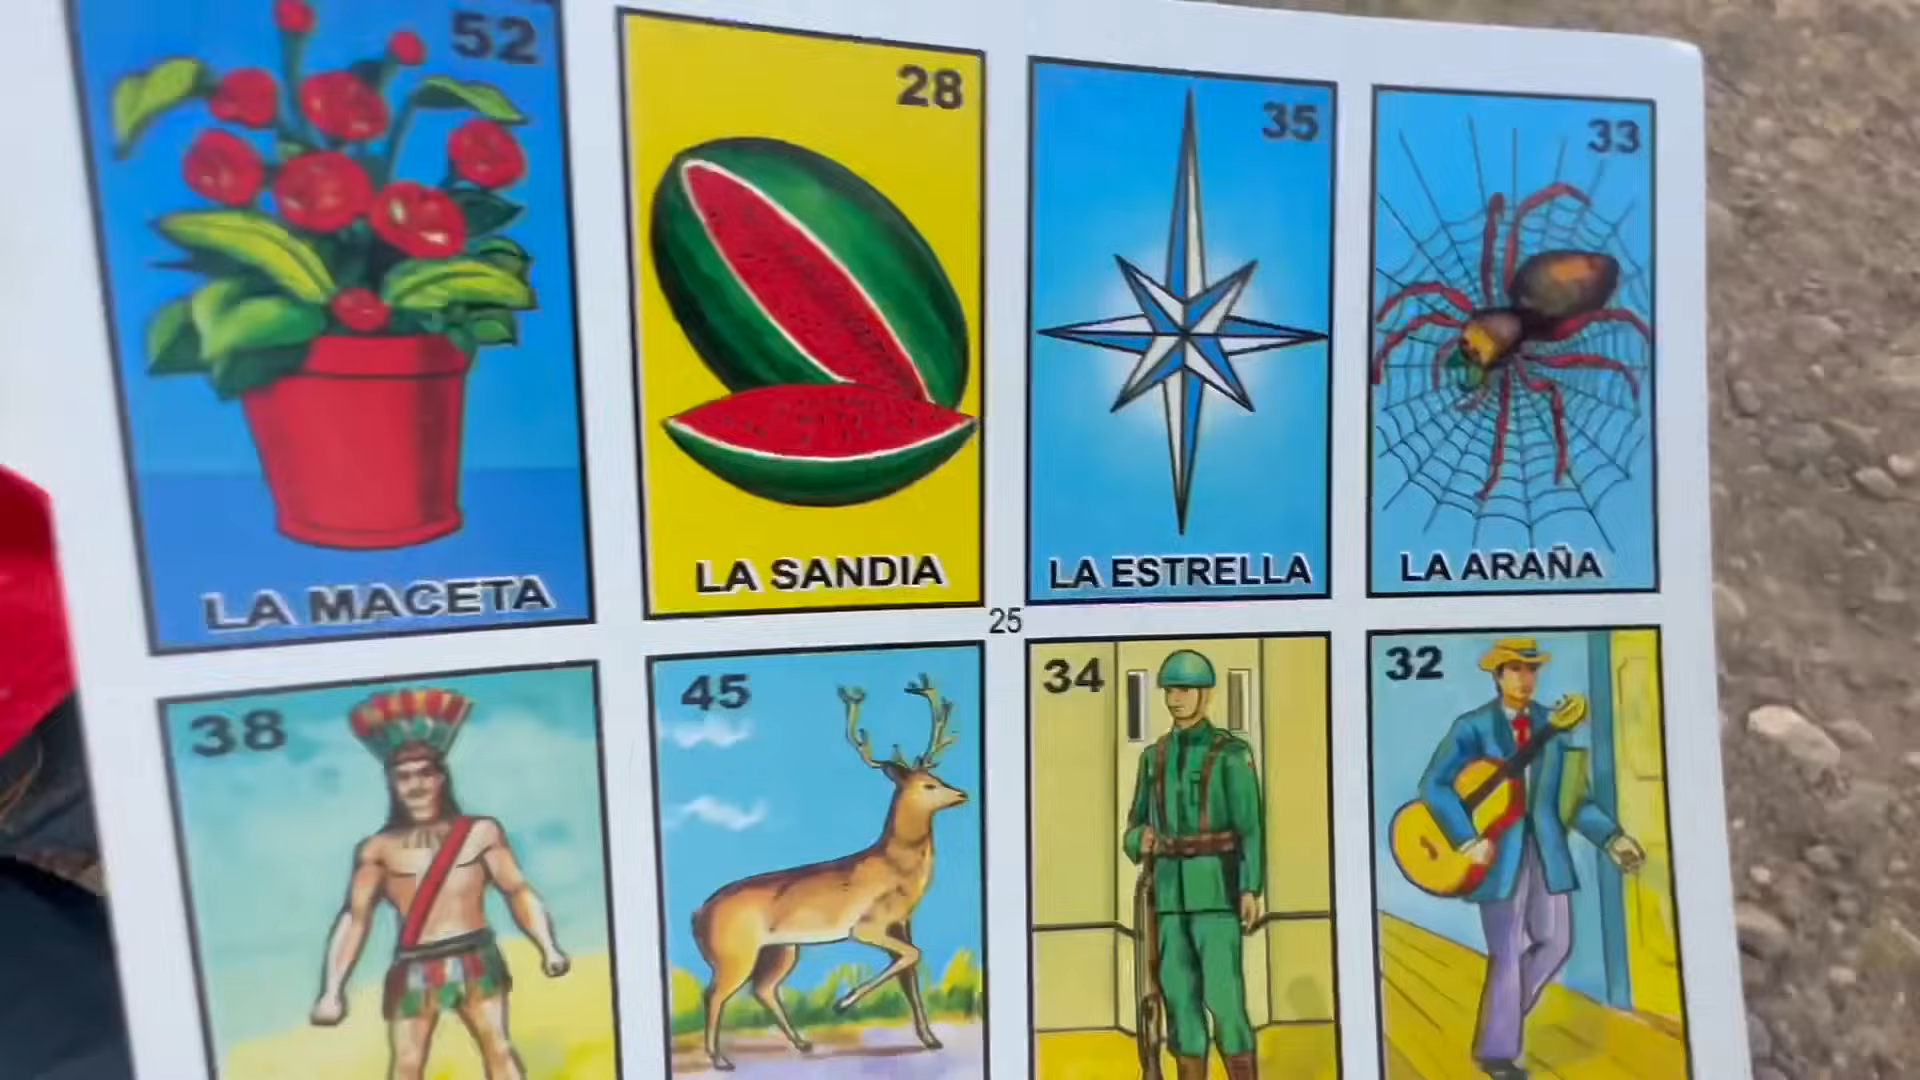 52
28
35
33
LA MACETA
LA SANDIA
LA ESTRELLA
LA ARAÑA
25
38
45
34
32